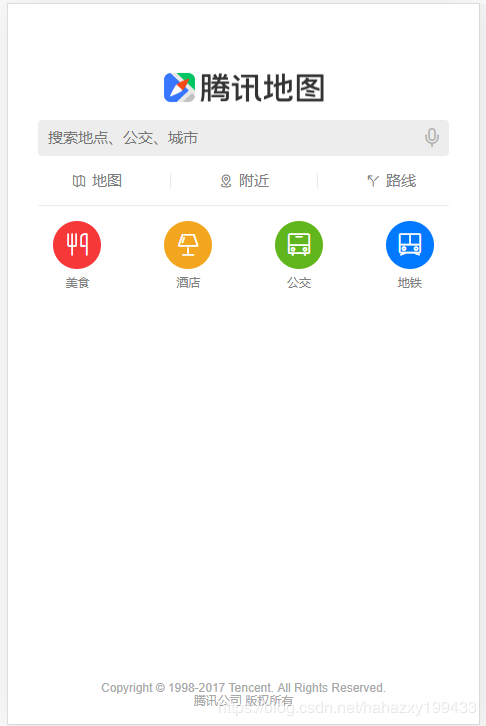 腾讯地图
搜索地点、公交、城市
地图 附近 路线
美食 酒店 公交 地铁
Copyright © 1998-2017 Tencent. All Rights Reserved.
腾讯公司 版权所有
https://blog.csdn.net/hahazxy199433